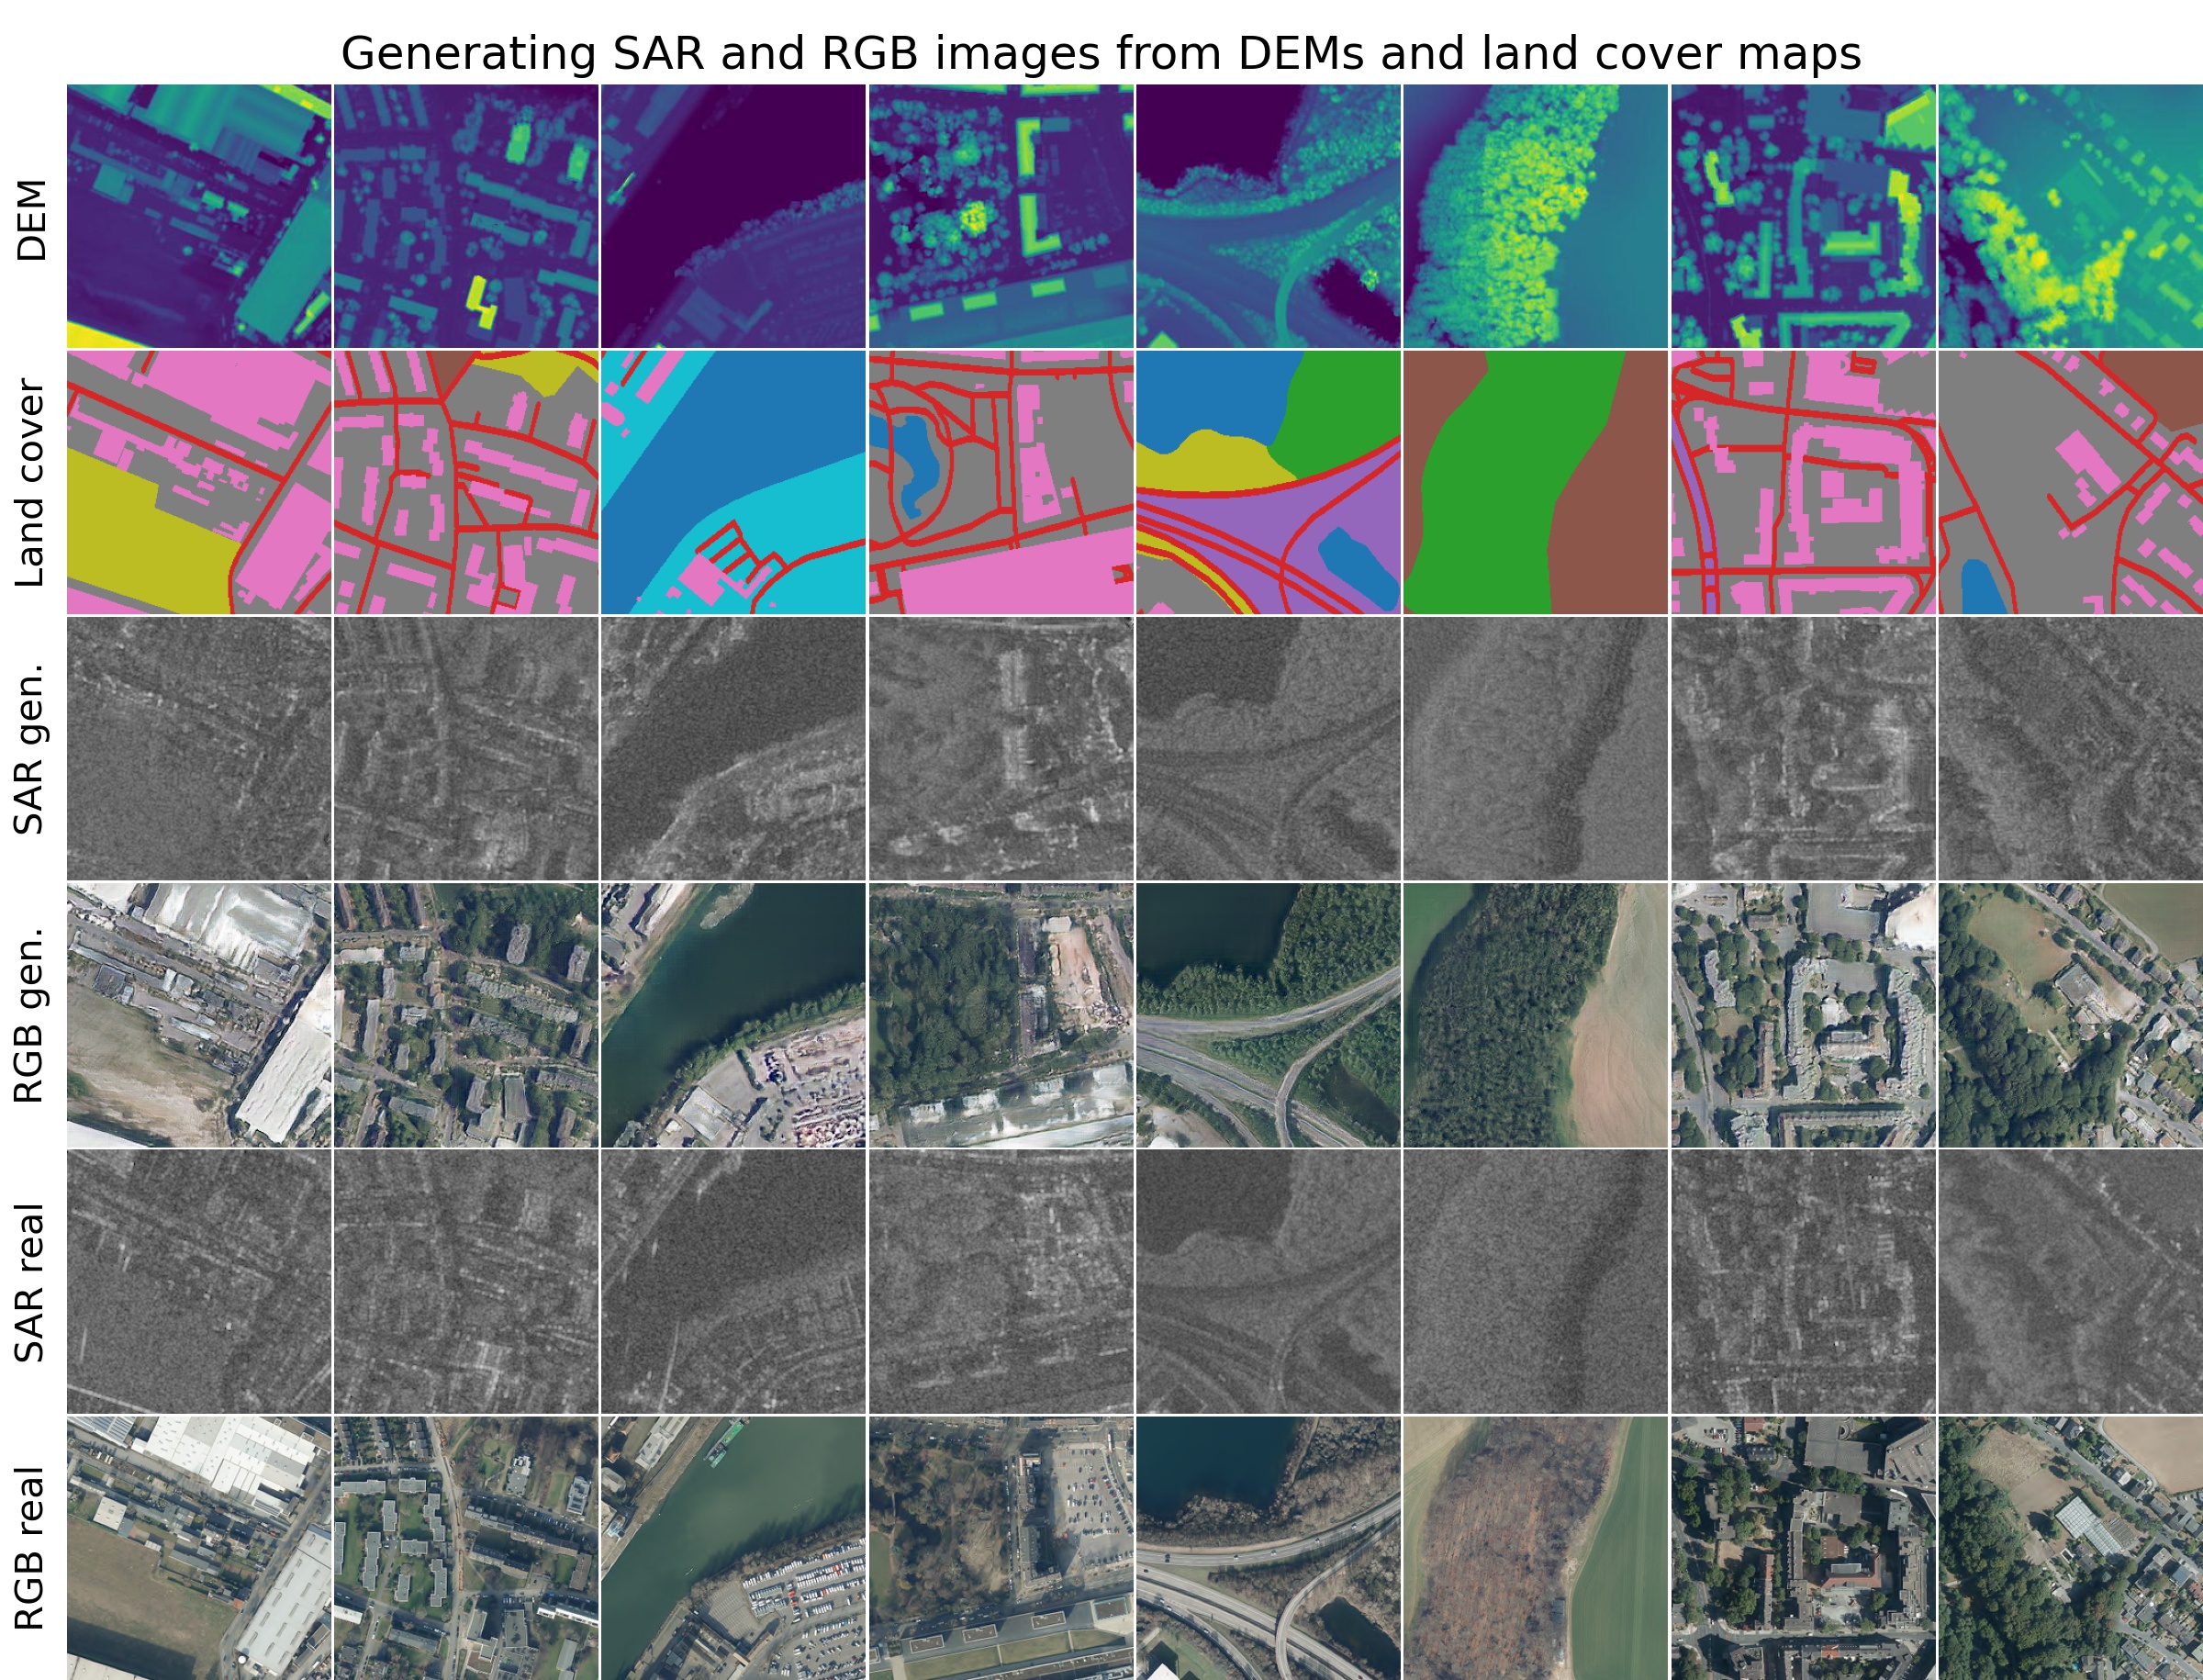 Generating SAR and RGB images from DEMs and land cover maps
DEM
Land cover
SAR gen.
RGB gen.
SAR real
RGB real